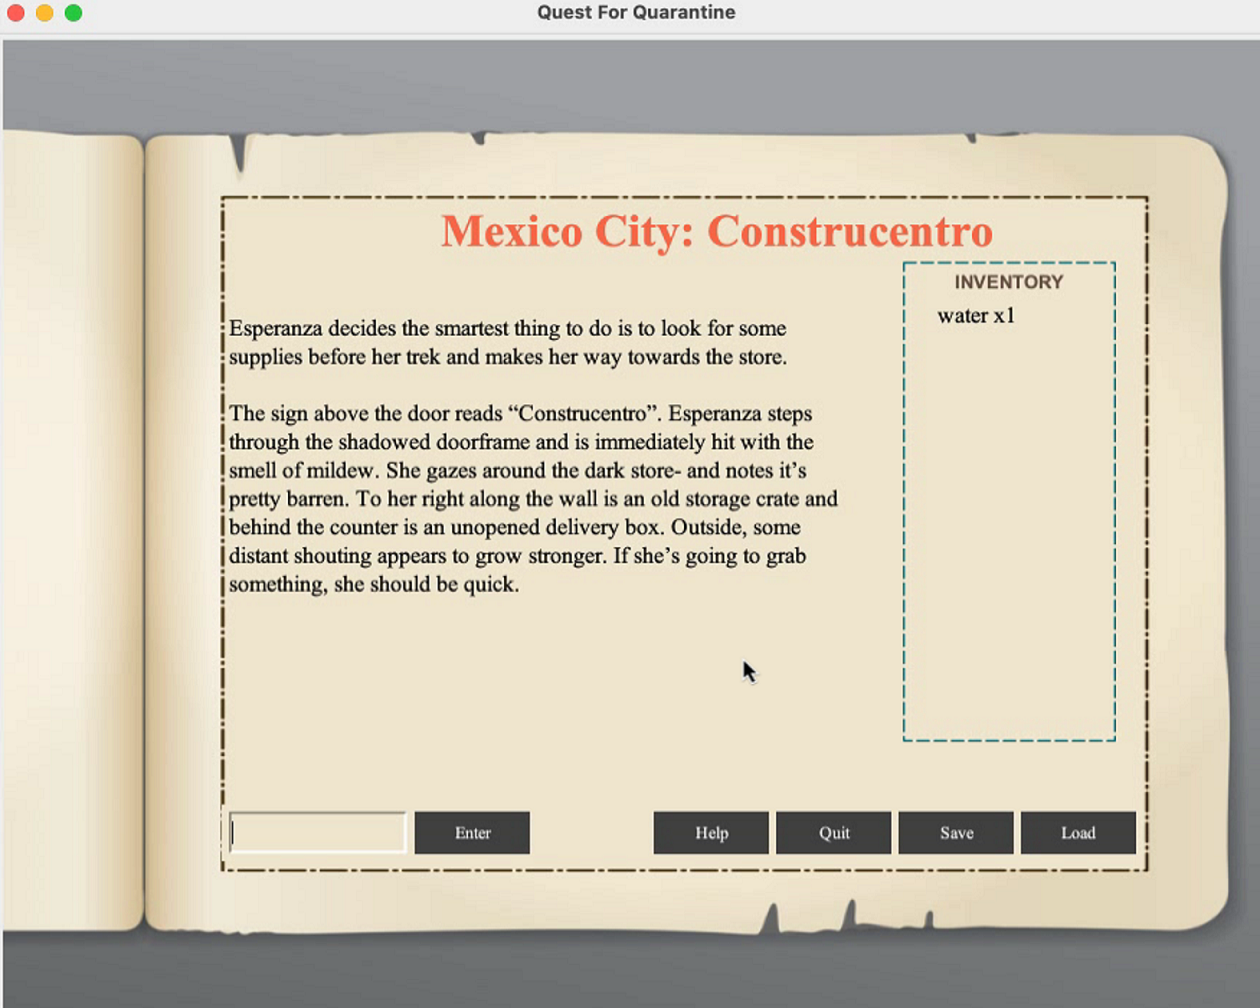 Quest For Quarantine
Mexico City: Construcentro
INVENTORY
water x1
Esperanza decides the smartest thing to do is to look for some
supplies before her trek and makes her way towards the store.
The sign above the door reads “Construcentro”. Esperanza steps
through the shadowed doorframe and is immediately hit with the
smell of mildew. She gazes around the dark store- and notes it’s
pretty barren. To her right along the wall is an old storage crate and
behind the counter is an unopened delivery box. Outside, some
distant shouting appears to grow stronger. If she’s going to grab
something, she should be quick.
Enter
Help
Quit
Save
Load